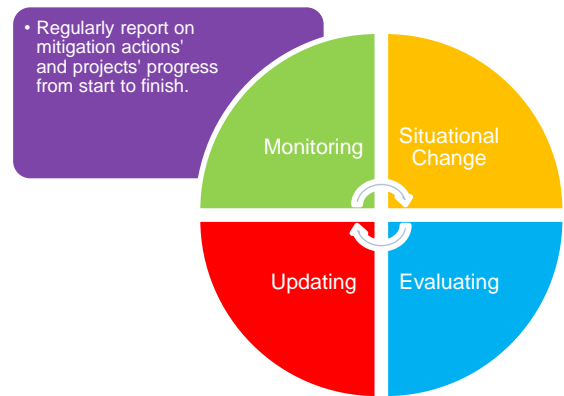 • Regularly report on
mitigation actions'
and projects' progress
from start to finish.
Monitoring
Situational
Change
Updating
Evaluating